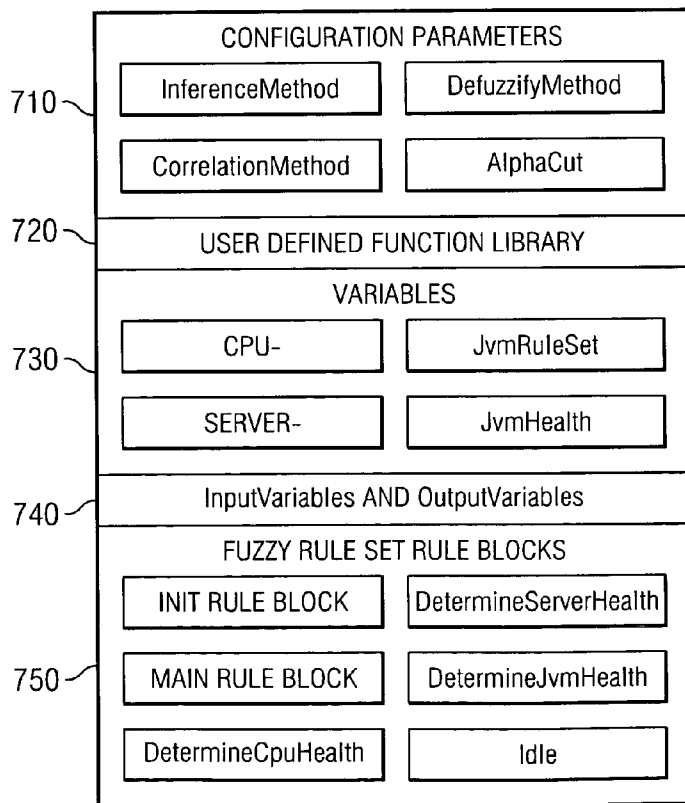 CONFIGURATION PARAMETERS
InferenceMethod
DefuzzifyMethod
710
CorrelationMethod
AlphaCut
720
USER DEFINED FUNCTION LIBRARY
VARIABLES
CPU-
JvmRuleSet
730
SERVER-
JvmHealth
740
InputVariables AND OutputVariables
FUZZY RULE SET RULE BLOCKS
INIT RULE BLOCK
DetermineServerHealth
750
MAIN RULE BLOCK
DetermineJvmHealth
DetermineCpuHealth
Idle